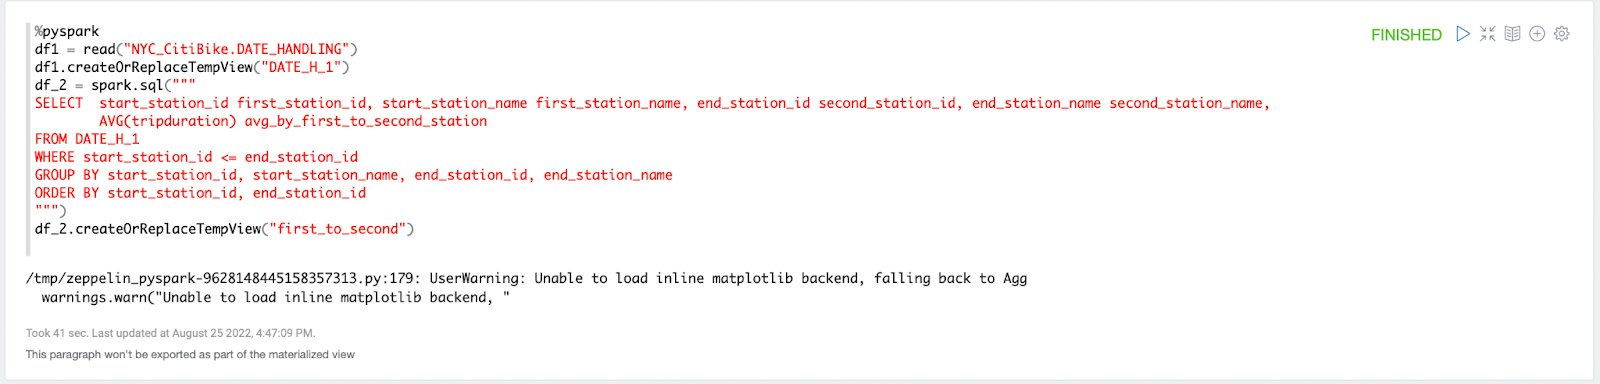 %pyspark
FINISHED
df1 = read("NYC_CitiBike.DATE_HANDLING")
df1.createOrReplaceTempView("DATE_H_1")
df_2 = spark.sql("""
SELECT  start_station_id first_station_id, start_station_name first_station_name, end_station_id second_station_id, end_station_name second_station_name,
        AVG(tripduration) avg_by_first_to_second_station
FROM DATE_H_1
WHERE start_station_id <= end_station_id
GROUP BY start_station_id, start_station_name, end_station_id, end_station_name
ORDER BY start_station_id, end_station_id
""")
df_2.createOrReplaceTempView("first_to_second")
/tmp/zeppelin_pyspark-9628148445158357313.py:179: UserWarning: Unable to load inline matplotlib backend, falling back to Agg
  warnings.warn("Unable to load inline matplotlib backend, "
Took 41 sec. Last updated at August 25 2022, 4:47:09 PM.
This paragraph won't be exported as part of the materialized view